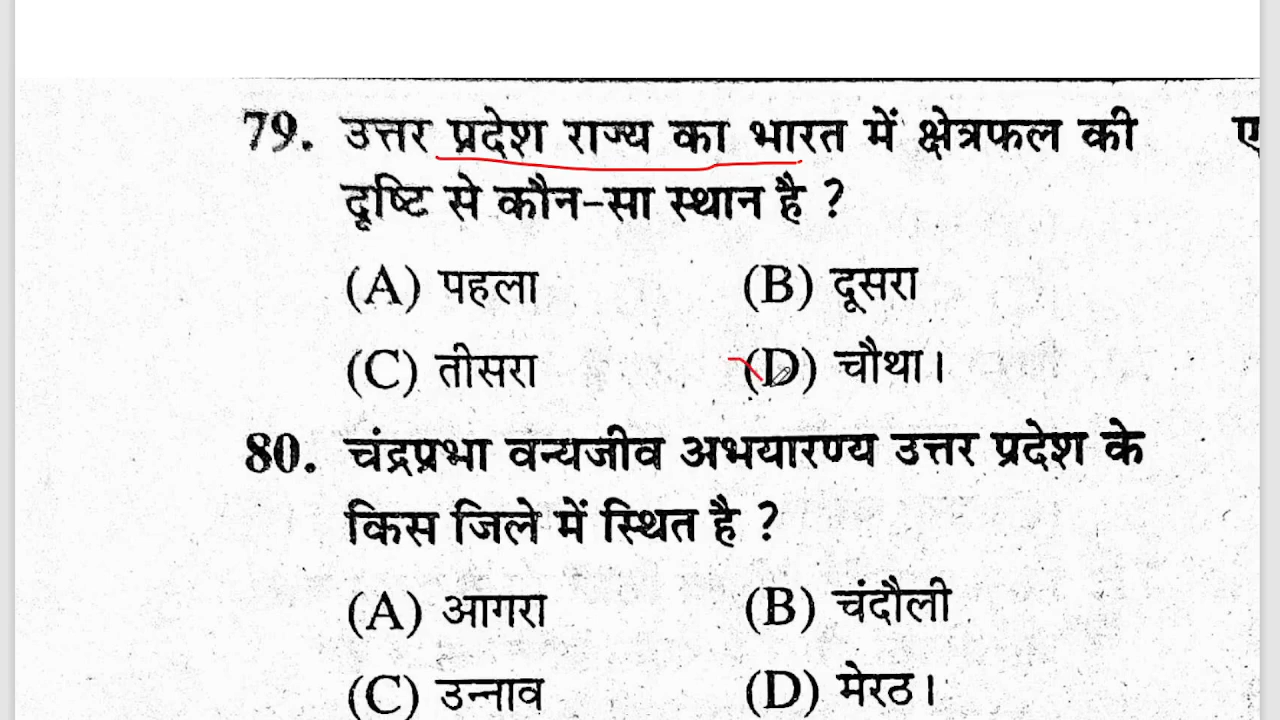 79. उत्तर प्रदेश राज्य का भारत में क्षेत्रफल की
दृष्टि से कौन-सा स्थान है ?
(A) पहला (B) दूसरा
(C) तीसरा (D) चौथा।
80. चंद्रप्रभा वन्यजीव अभयारण्य उत्तर प्रदेश के
किस जिले में स्थित है ?
(A) आगरा (B) चंदौली
(C) उन्नाव (D) मेरठ।